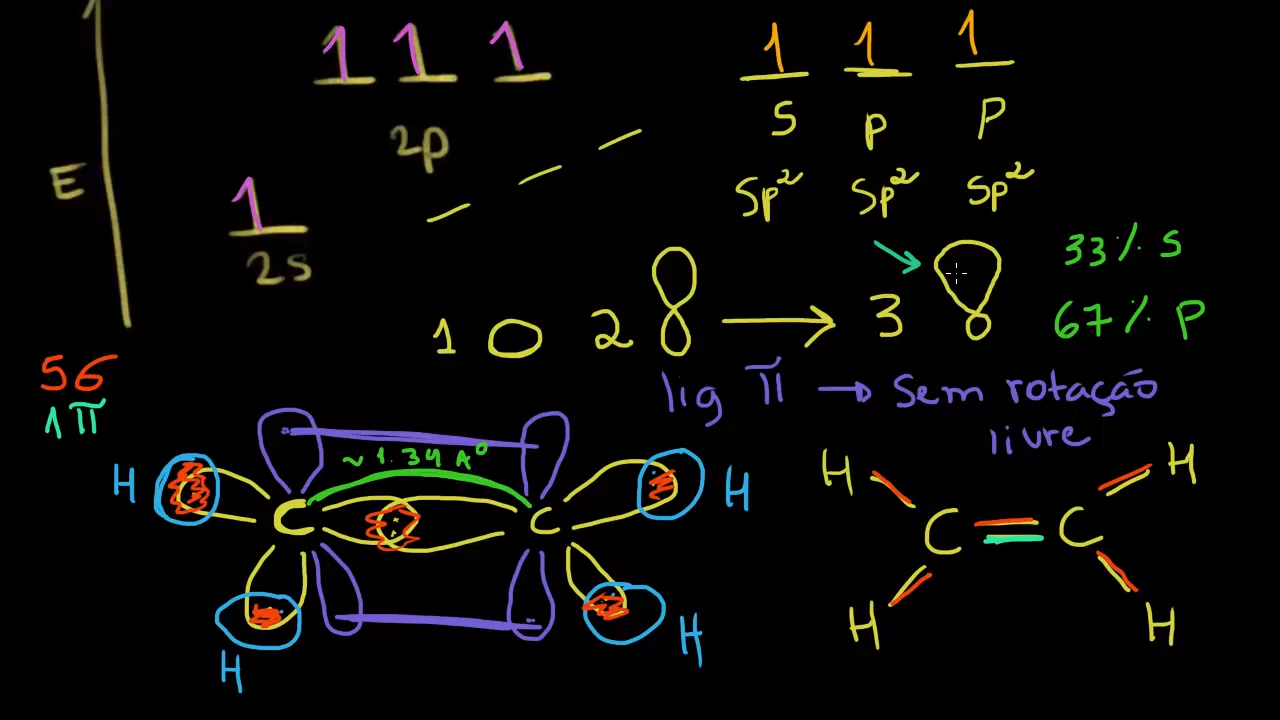 1 1 1
2p
E
1
2s
1 1 1
S p P
Sp² Sp² Sp²
33% S
67% P
1 2 3
lig π → Sem rotação
livre
5σ
1π
~1.34 A°
H C C H
H H
H H
C = C
H H